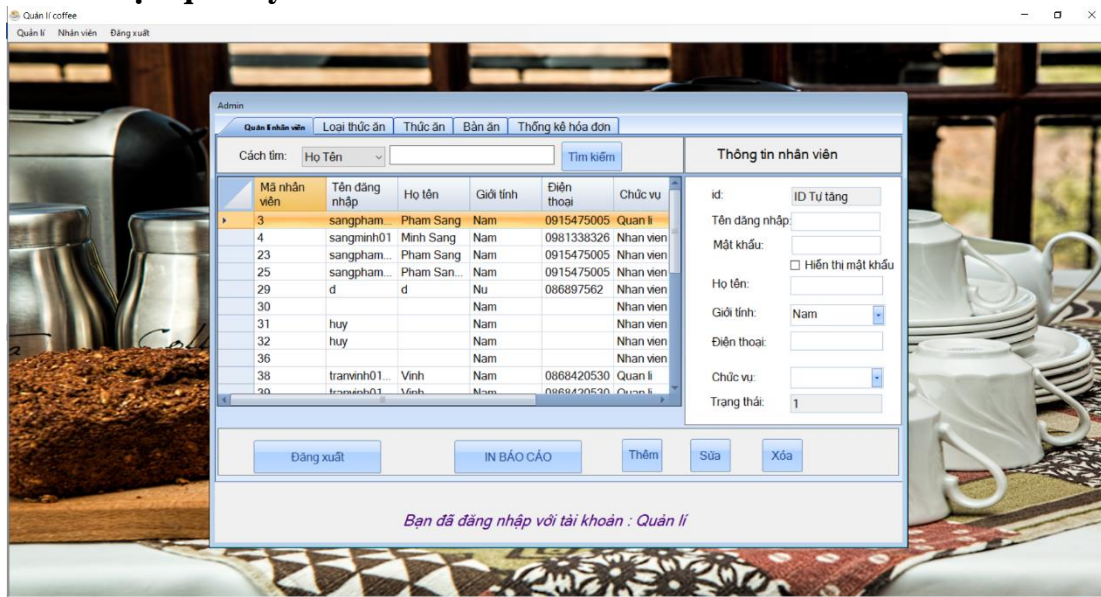 Quản lí coffee
Quản lí Nhân viên Đăng xuất
Admin
Quản lí nhân viên Loại thức ăn Thức ăn Bàn ăn Thống kê hóa đơn
Cách tìm: Họ Tên Tìm kiếm
Thông tin nhân viên
Mã nhân viên Tên đăng nhập Họ tên Giới tính Điện thoại Chức vụ
3 sangpham... Pham Sang Nam 0915475005 Quan li
4 sangminh01 Minh Sang Nam 0981338326 Nhan vien
23 sangpham... Pham Sang Nam 0915475005 Nhan vien
25 sangpham... Pham San... Nam 0915475005 Nhan vien
29 d d Nu 086897562 Nhan vien
30 Nam Nhan vien
31 huy Nam Nhan vien
32 huy Nam Nhan vien
36 Nam Nhan vien
38 tranvinh01... Vinh Nam 0868420530 Quan li
39 tranvinh01 Vinh Nam 0868420530 Quan li
id: ID Tự tăng
Tên đăng nhập:
Mật khẩu:
Hiển thị mật khẩu
Họ tên:
Giới tính: Nam
Điện thoại:
Chức vụ:
Trạng thái: 1
Đăng xuất IN BÁO CÁO Thêm Sửa Xóa
Bạn đã đăng nhập với tài khoản : Quản lí